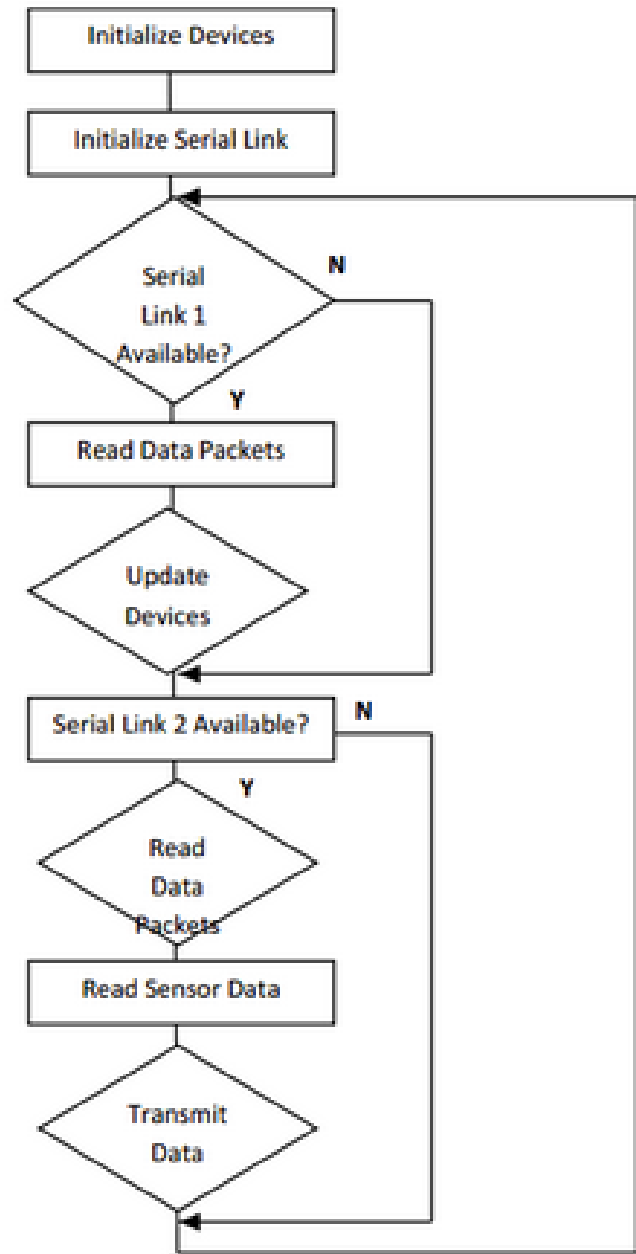 Initialize Devices
Initialize Serial Link
N
Serial
Link 1
Available?
Y
Read Data Packets
Update
Devices
Serial Link 2 Available?
N
Y
Read
Data
Packets
Read Sensor Data
Transmit
Data